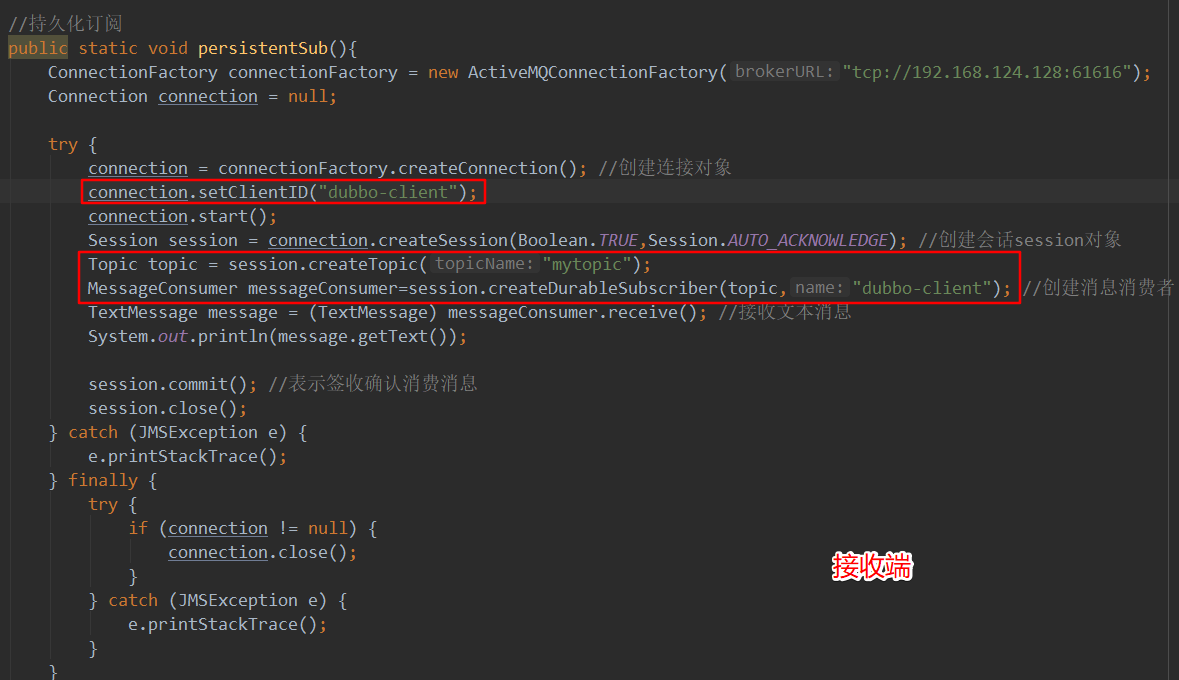 //持久化订阅
public static void persistentSub(){
    ConnectionFactory connectionFactory = new ActiveMQConnectionFactory( brokerURL: "tcp://192.168.124.128:61616");
    Connection connection = null;

    try {
        connection = connectionFactory.createConnection(); //创建连接对象
        connection.setClientID("dubbo-client");
        connection.start();
        Session session = connection.createSession(Boolean.TRUE,Session.AUTO_ACKNOWLEDGE); //创建会话session对象
        Topic topic = session.createTopic( topicName: "mytopic");
        MessageConsumer messageConsumer=session.createDurableSubscriber(topic, name: "dubbo-client"); //创建消息消费者
        TextMessage message = (TextMessage) messageConsumer.receive(); //接收文本消息
        System.out.println(message.getText());

        session.commit(); //表示签收确认消费消息
        session.close();
    } catch (JMSException e) {
        e.printStackTrace();
    } finally {
        try {
            if (connection != null) {
                connection.close();
            }
        } catch (JMSException e) {
            e.printStackTrace();
        }
    }
接收端